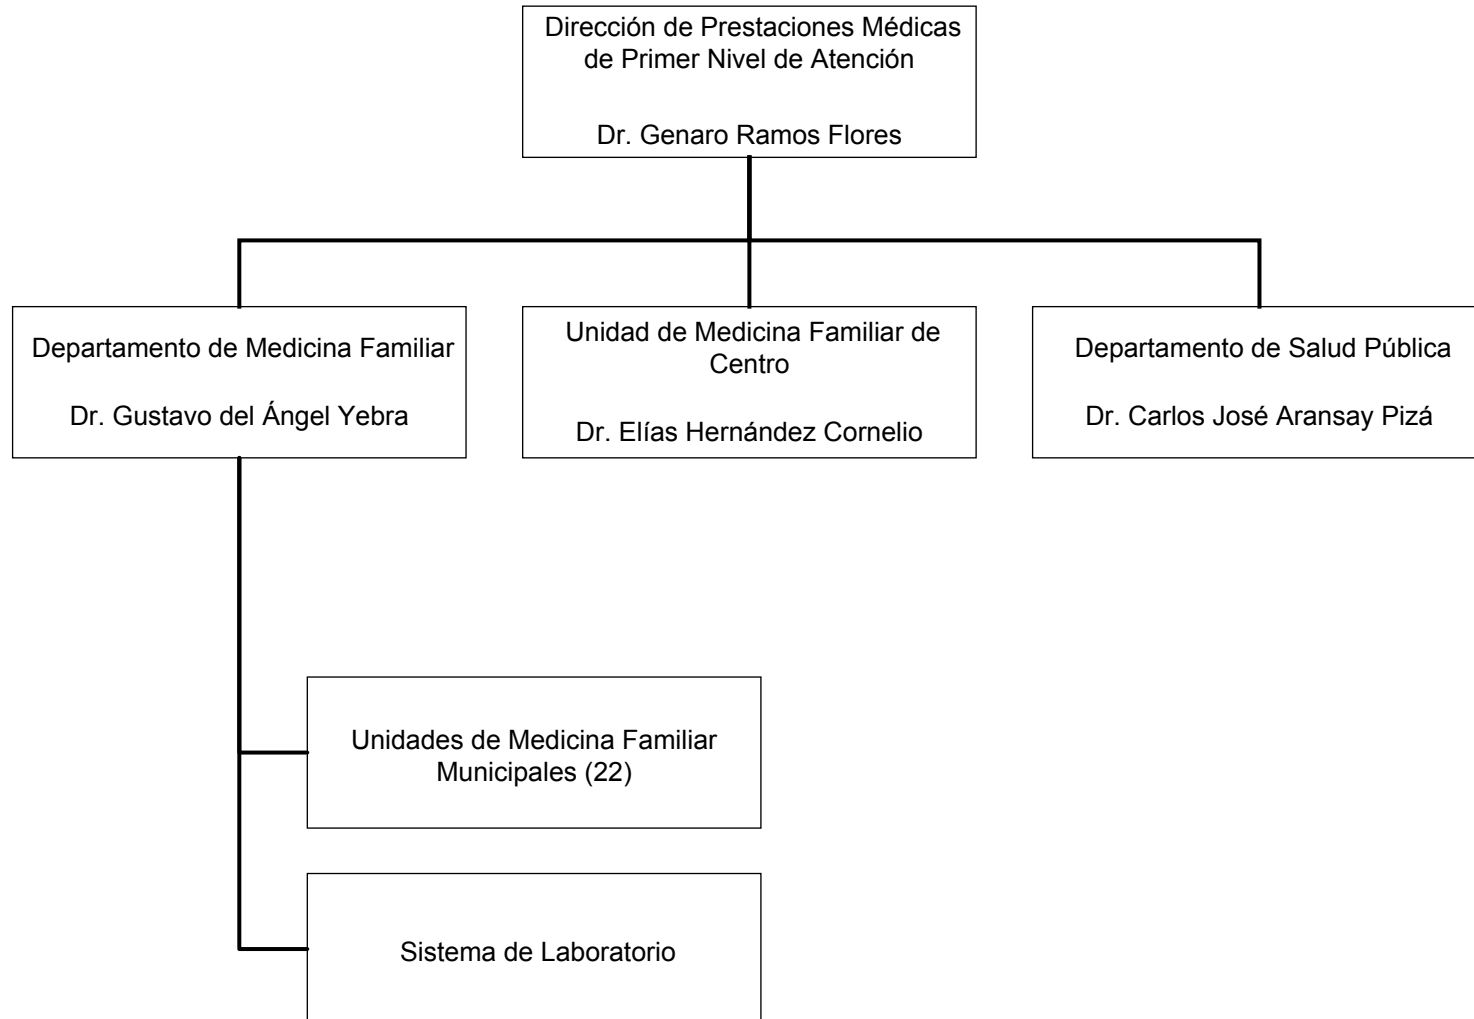 Dirección de Prestaciones Médicas
de Primer Nivel de Atención
Dr. Genaro Ramos Flores
Departamento de Medicina Familiar
Dr. Gustavo del Ángel Yebra
Unidad de Medicina Familiar de
Centro
Dr. Elías Hernández Cornelio
Departamento de Salud Pública
Dr. Carlos José Aransay Pizá
Unidades de Medicina Familiar
Municipales (22)
Sistema de Laboratorio